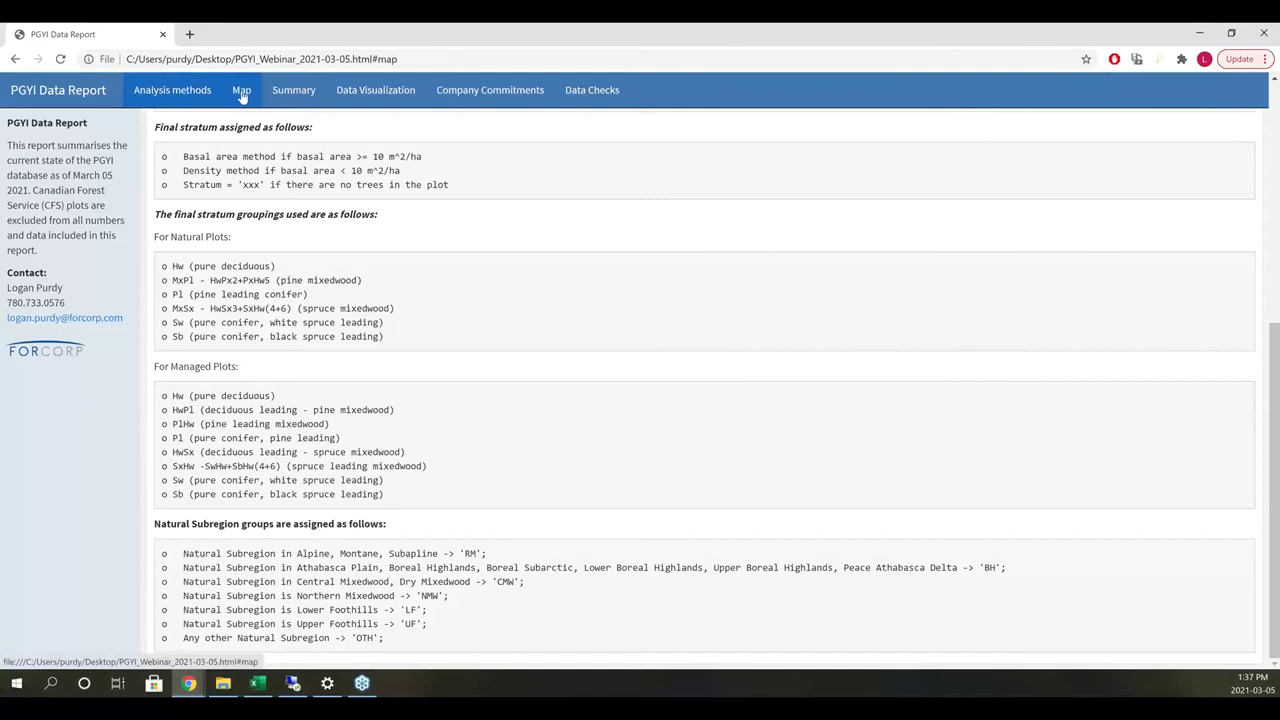 PGYI Data Report
File
C:/Users/purdy/Desktop/PGYI_Webinar_2021-03-05.html#map
L
Update
PGYI Data Report
Analysis methods
Map
Summary
Data Visualization
Company Commitments
Data Checks
PGYI Data Report
This report summarises the
current state of the PGYI
database as of March 05
2021. Canadian Forest
Service (CFS) plots are
excluded from all numbers
and data included in this
report.
Contact:
Logan Purdy
780.733.0576
logan.purdy@forcorp.com
FORCORP
Final stratum assigned as follows:
o Basal area method if basal area >= 10 m^2/ha
o Density method if basal area < 10 m^2/ha
o Stratum = 'xxx' if there are no trees in the plot
The final stratum groupings used are as follows:
For Natural Plots:
o Hw (pure deciduous)
o MxPl - HwPx2+PxHw5 (pine mixedwood)
o Pl (pine leading conifer)
o MxSx - HwSx3+SxHw(4+6) (spruce mixedwood)
o Sw (pure conifer, white spruce leading)
o Sb (pure conifer, black spruce leading)
For Managed Plots:
o Hw (pure deciduous)
o HwPl (deciduous leading - pine mixedwood)
o PlHw (pine leading mixedwood)
o Pl (pure conifer, pine leading)
o HwSx (deciduous leading - spruce mixedwood)
o SxHw -SwHw+SbHw(4+6) (spruce leading mixedwood)
o Sw (pure conifer, white spruce leading)
o Sb (pure conifer, black spruce leading)
Natural Subregion groups are assigned as follows:
o Natural Subregion in Alpine, Montane, Subapline -> 'RM';
o Natural Subregion in Athabasca Plain, Boreal Highlands, Boreal Subarctic, Lower Boreal Highlands, Upper Boreal Highlands, Peace Athabasca Delta -> 'BH';
o Natural Subregion in Central Mixedwood, Dry Mixedwood -> 'CMW';
o Natural Subregion is Northern Mixedwood -> 'NMW';
o Natural Subregion is Lower Foothills -> 'LF';
o Natural Subregion is Upper Foothills -> 'UF';
o Any other Natural Subregion -> 'OTH';
file:///C:/Users/purdy/Desktop/PGYI_Webinar_2021-03-05.html#map
1:37 PM
2021-03-05